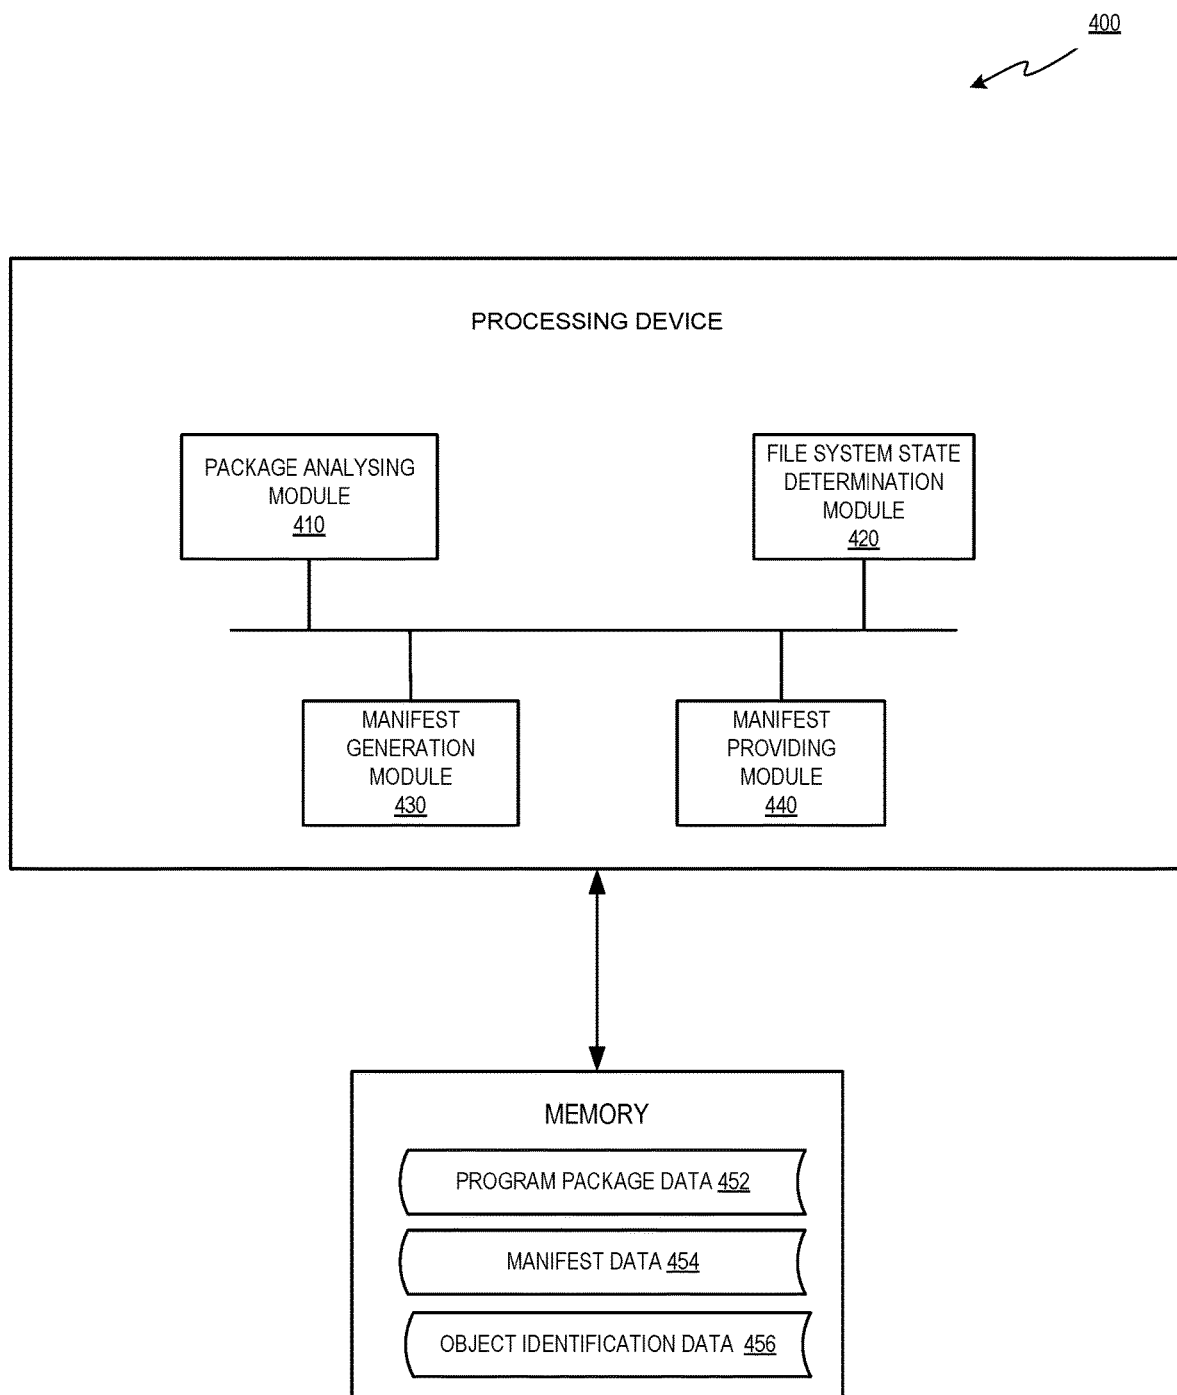 400
PROCESSING DEVICE
PACKAGE ANALYSING
MODULE
410
FILE SYSTEM STATE
DETERMINATION
MODULE
420
MANIFEST
GENERATION
MODULE
430
MANIFEST
PROVIDING
MODULE
440
MEMORY
PROGRAM PACKAGE DATA 452
MANIFEST DATA 454
OBJECT IDENTIFICATION DATA 456